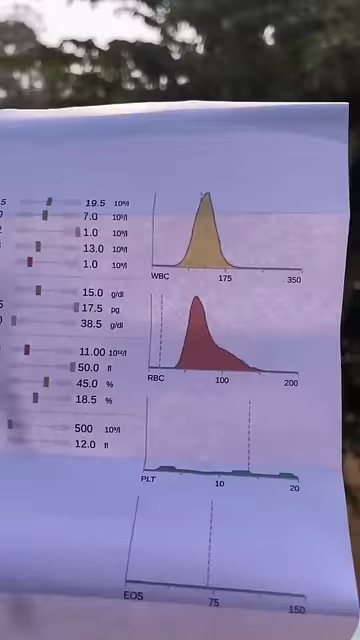 19.5 10⁹/l
7.0 10⁹/l
1.0 10⁹/l
13.0 10⁹/l
1.0 10⁹/l
WBC 175 350
15.0 g/dl
17.5 pg
38.5 g/dl
11.00 10¹²/l
50.0 fl
45.0 %
18.5 %
RBC 100 200
500 10⁹/l
12.0 fl
PLT 10 20
EOS 75 150